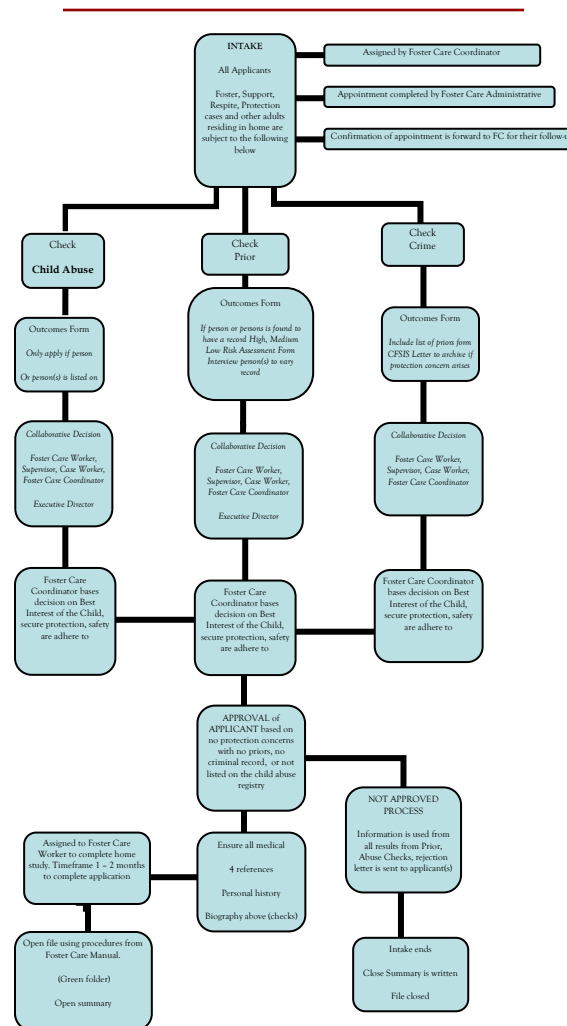 INTAKE
All Applicants
Foster, Support,
Respite, Protection
cases and other adults
residing in home are
subject to the following
below
Assigned by Foster Care Coordinator
Appointment completed by Foster Care Administrative
Confirmation of appointment is forward to FC for their follow-u
Check
Child Abuse
Check
Prior
Check
Crime
Outcomes Form
Only apply if person
Or person(s) is listed on
Outcomes Form
If person or persons is found to
have a record High, Medium
Low Risk Assessment Form
Interview person(s) to vary
record
Outcomes Form
Include list of priors form
CFSIS Letter to archive if
protection concern arises
Collaborative Decision
Foster Care Worker,
Supervisor, Case Worker,
Foster Care Coordinator
Executive Director
Collaborative Decision
Foster Care Worker,
Supervisor, Case Worker,
Foster Care Coordinator
Executive Director
Collaborative Decision
Foster Care Worker,
Supervisor, Case Worker,
Foster Care Coordinator
Foster Care
Coordinator bases
decision on Best
Interest of the Child,
secure protection, safety
are adhere to
Foster Care
Coordinator bases
decision on Best
Interest of the Child,
secure protection, safety
are adhere to
Foster Care Coordinator
bases decision on Best
Interest of the Child,
secure protection, safety
are adhere to
APPROVAL of
APPLICANT based on
no protection concerns
with no priors, no
criminal record, or not
listed on the child abuse
registry
NOT APPROVED
PROCESS
Information is used from
all results from Prior,
Abuse Checks, rejection
letter is sent to applicant(s)
Assigned to Foster Care
Worker to complete home
study. Timeframe 1 – 2 months
to complete application
Ensure all medical
4 references
Personal history
Biography above (checks)
Open file using procedures from
Foster Care Manual.
(Green folder)
Open summary
Intake ends
Close Summary is written
File closed